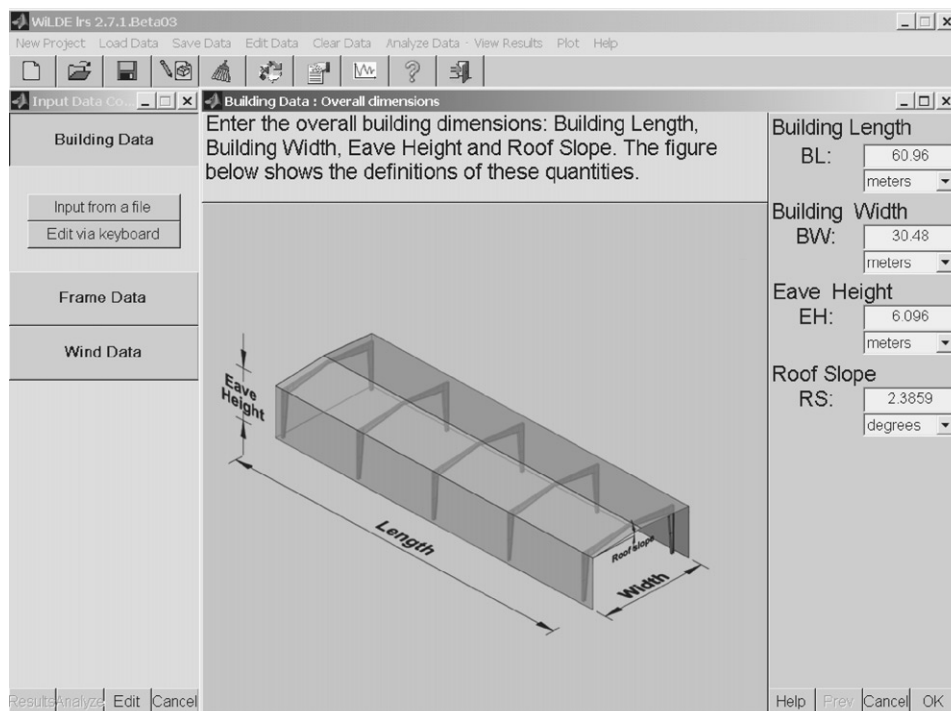 WiLDE lrs 2.7.1.Beta03
New Project Load Data Save Data Edit Data Clear Data Analyze Data - View Results Plot Help
Input Data Co...
Building Data
Input from a file
Edit via keyboard
Frame Data
Wind Data
Results Analyze Edit Cancel
Building Data : Overall dimensions
Enter the overall building dimensions: Building Length,
Building Width, Eave Height and Roof Slope. The figure
below shows the definitions of these quantities.
Eave
Height
Length
Roof slope
Width
Building Length
BL: 60.96
meters
Building Width
BW: 30.48
meters
Eave Height
EH: 6.096
meters
Roof Slope
RS: 2.3859
degrees
Help Prev Cancel OK